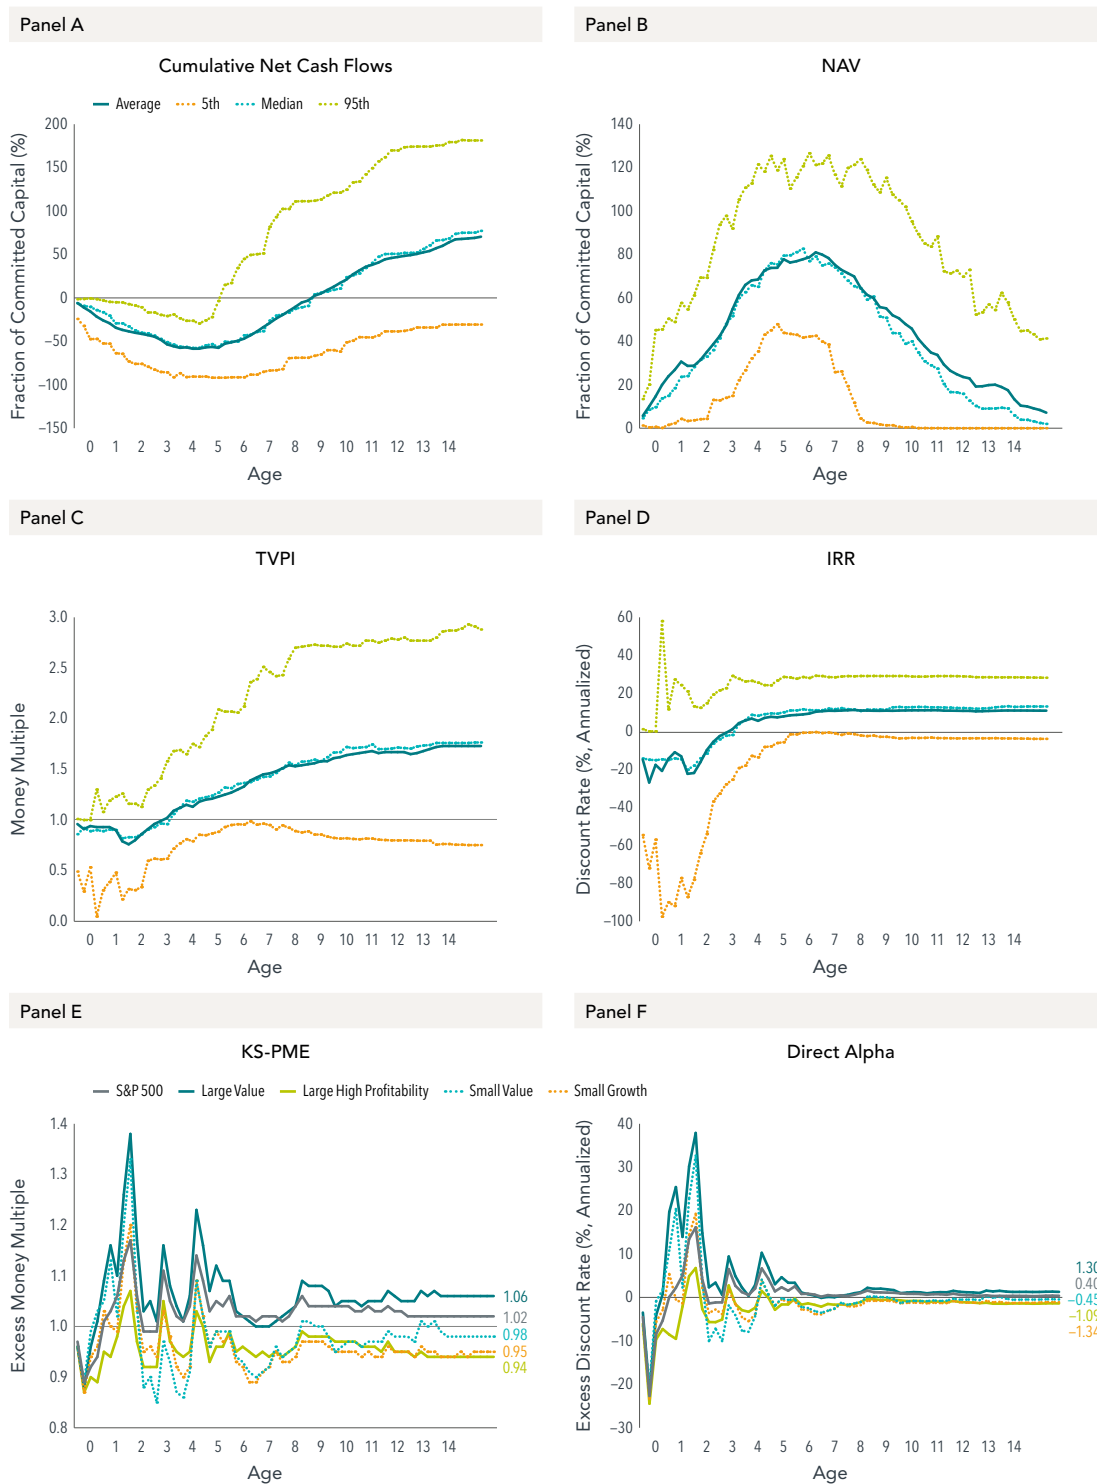 Panel A
Cumulative Net Cash Flows
Average 5th Median 95th
Fraction of Committed Capital (%)
200
150
100
50
0
−50
−100
−150
0 1 2 3 4 5 6 7 8 9 10 11 12 13 14
Age
Panel B
NAV
Fraction of Committed Capital (%)
140
120
100
80
60
40
20
0
0 1 2 3 4 5 6 7 8 9 10 11 12 13 14
Age
Panel C
TVPI
Money Multiple
3.0
2.5
2.0
1.5
1.0
0.5
0.0
0 1 2 3 4 5 6 7 8 9 10 11 12 13 14
Age
Panel D
IRR
Discount Rate (%, Annualized)
60
40
20
0
−20
−40
−60
−80
−100
0 1 2 3 4 5 6 7 8 9 10 11 12 13 14
Age
Panel E
KS-PME
S&P 500 Large Value Large High Profitability Small Value Small Growth
Excess Money Multiple
1.4
1.3
1.2
1.1
1.0
0.9
0.8
1.06
1.02
0.98
0.95
0.94
0 1 2 3 4 5 6 7 8 9 10 11 12 13 14
Age
Panel F
Direct Alpha
Excess Discount Rate (%, Annualized)
40
30
20
10
0
−10
−20
−30
1.30
0.40
−0.45
−1.09
−1.34
0 1 2 3 4 5 6 7 8 9 10 11 12 13 14
Age